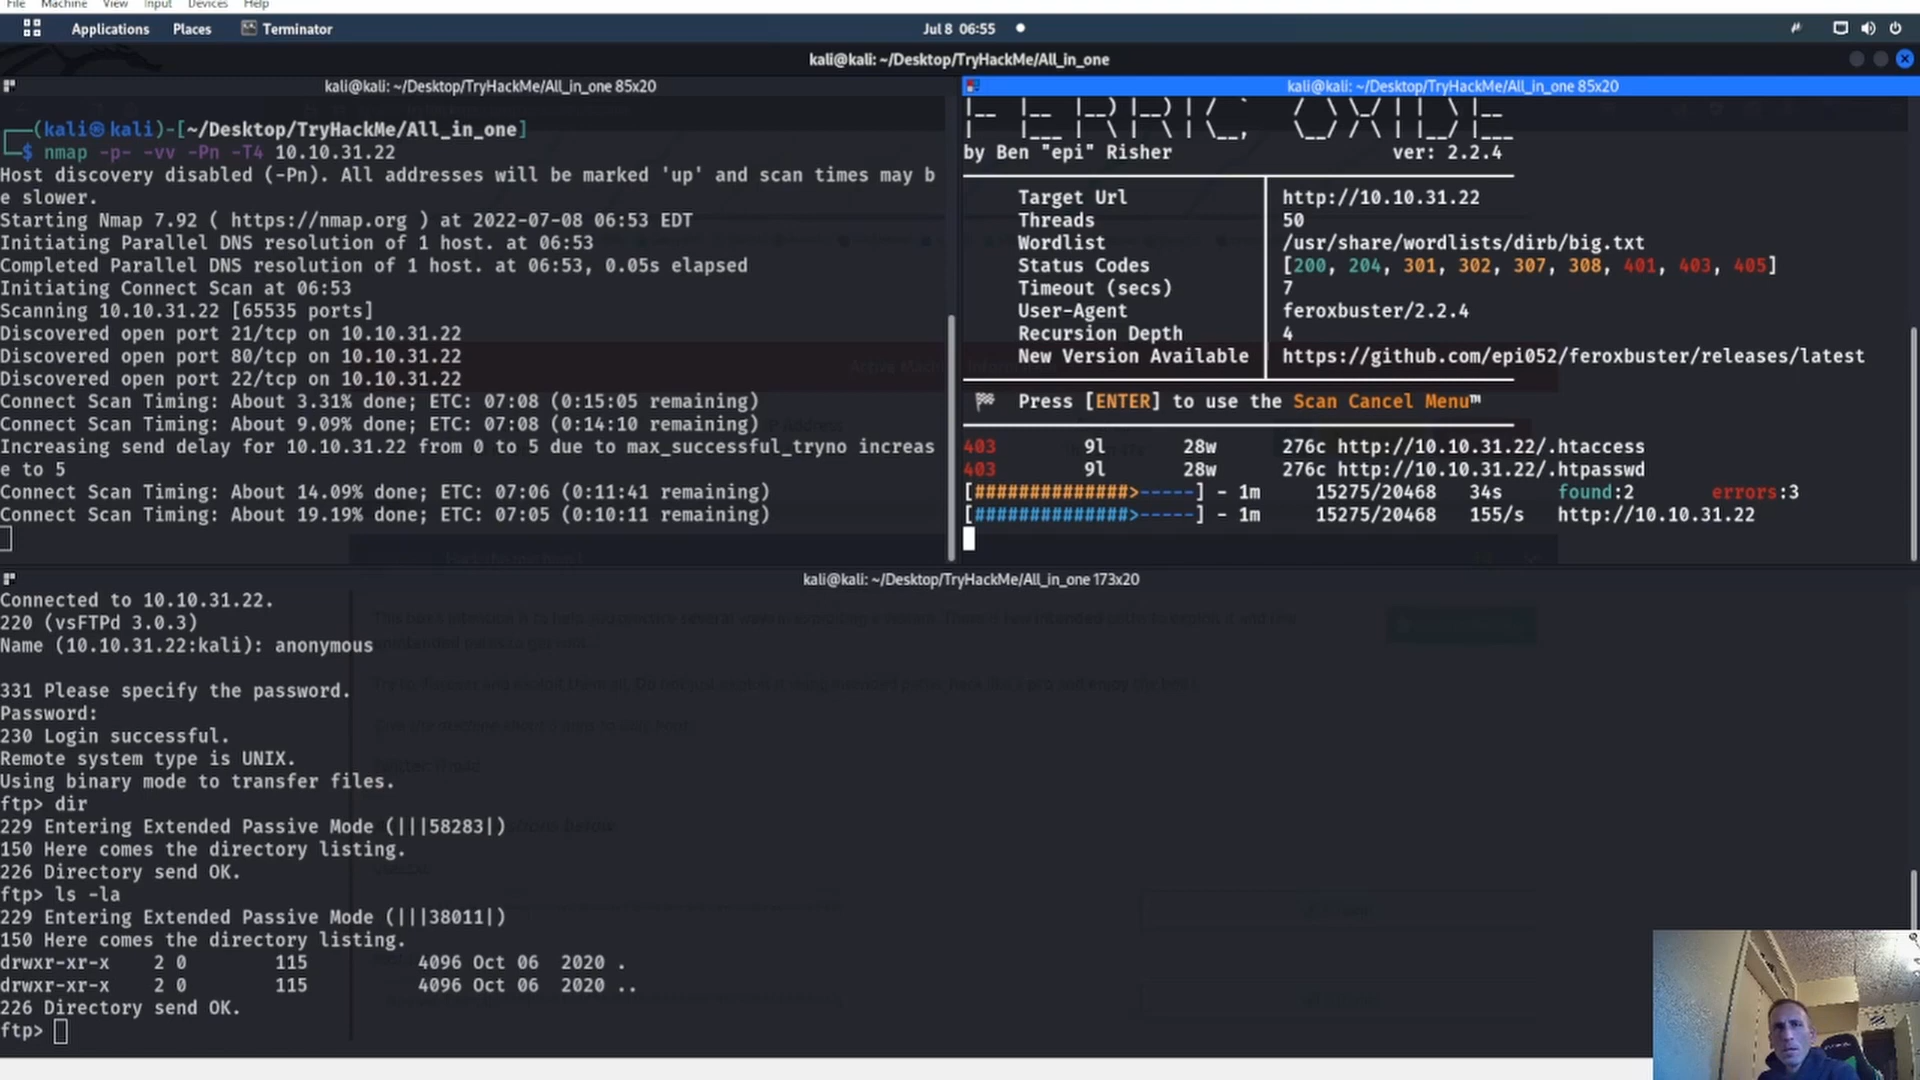 File Machine View Input Devices Help
Applications Places Terminator Jul 8 06:55
kali@kali: ~/Desktop/TryHackMe/All_in_one
kali@kali: ~/Desktop/TryHackMe/All_in_one 85x20
(kali㉿kali)-[~/Desktop/TryHackMe/All_in_one]
$ nmap -p- -vv -Pn -T4 10.10.31.22
Host discovery disabled (-Pn). All addresses will be marked 'up' and scan times may b
e slower.
Starting Nmap 7.92 ( https://nmap.org ) at 2022-07-08 06:53 EDT
Initiating Parallel DNS resolution of 1 host. at 06:53
Completed Parallel DNS resolution of 1 host. at 06:53, 0.05s elapsed
Initiating Connect Scan at 06:53
Scanning 10.10.31.22 [65535 ports]
Discovered open port 21/tcp on 10.10.31.22
Discovered open port 80/tcp on 10.10.31.22
Discovered open port 22/tcp on 10.10.31.22
Connect Scan Timing: About 3.31% done; ETC: 07:08 (0:15:05 remaining)
Connect Scan Timing: About 9.09% done; ETC: 07:08 (0:14:10 remaining)
Increasing send delay for 10.10.31.22 from 0 to 5 due to max_successful_tryno increas
e to 5
Connect Scan Timing: About 14.09% done; ETC: 07:06 (0:11:41 remaining)
Connect Scan Timing: About 19.19% done; ETC: 07:05 (0:10:11 remaining)
kali@kali: ~/Desktop/TryHackMe/All_in_one 85x20
FERRIC OXIDE
by Ben "epi" Risher ver: 2.2.4
Target Url http://10.10.31.22
Threads 50
Wordlist /usr/share/wordlists/dirb/big.txt
Status Codes [200, 204, 301, 302, 307, 308, 401, 403, 405]
Timeout (secs) 7
User-Agent feroxbuster/2.2.4
Recursion Depth 4
New Version Available https://github.com/epi052/feroxbuster/releases/latest
Press [ENTER] to use the Scan Cancel Menu™
403 9l 28w 276c http://10.10.31.22/.htaccess
403 9l 28w 276c http://10.10.31.22/.htpasswd
[##############>-----] - 1m 15275/20468 34s found:2 errors:3
[##############>-----] - 1m 15275/20468 155/s http://10.10.31.22
kali@kali: ~/Desktop/TryHackMe/All_in_one 173x20
Connected to 10.10.31.22.
220 (vsFTPd 3.0.3)
Name (10.10.31.22:kali): anonymous
331 Please specify the password.
Password:
230 Login successful.
Remote system type is UNIX.
Using binary mode to transfer files.
ftp> dir
229 Entering Extended Passive Mode (|||58283|)
150 Here comes the directory listing.
226 Directory send OK.
ftp> ls -la
229 Entering Extended Passive Mode (|||38011|)
150 Here comes the directory listing.
drwxr-xr-x 2 0 115 4096 Oct 06 2020 .
drwxr-xr-x 2 0 115 4096 Oct 06 2020 ..
226 Directory send OK.
ftp>